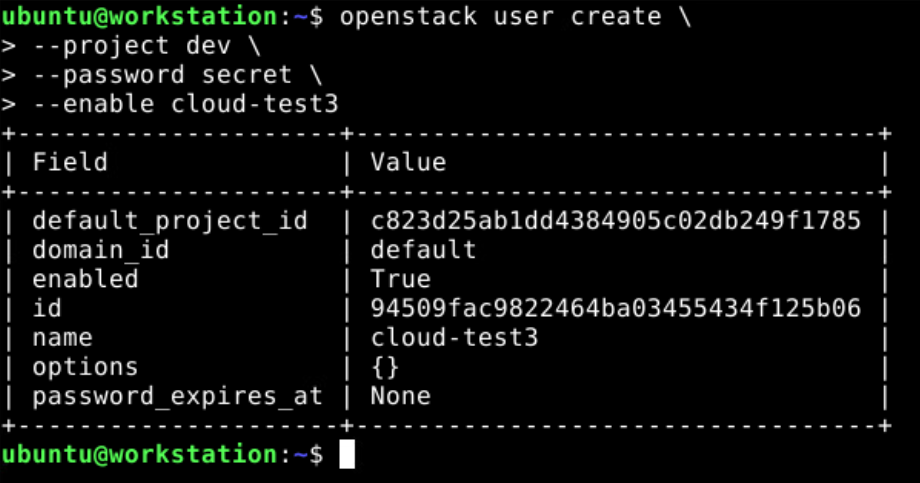 ubuntu@workstation:~$ openstack user create \
> --project dev \
> --password secret \
> --enable cloud-test3
+---------------------+----------------------------------+
| Field               | Value                            |
+---------------------+----------------------------------+
| default_project_id  | c823d25ab1dd4384905c02db249f1785 |
| domain_id           | default                          |
| enabled             | True                             |
| id                  | 94509fac9822464ba03455434f125b06 |
| name                | cloud-test3                      |
| options             | {}                               |
| password_expires_at | None                             |
+---------------------+----------------------------------+
ubuntu@workstation:~$